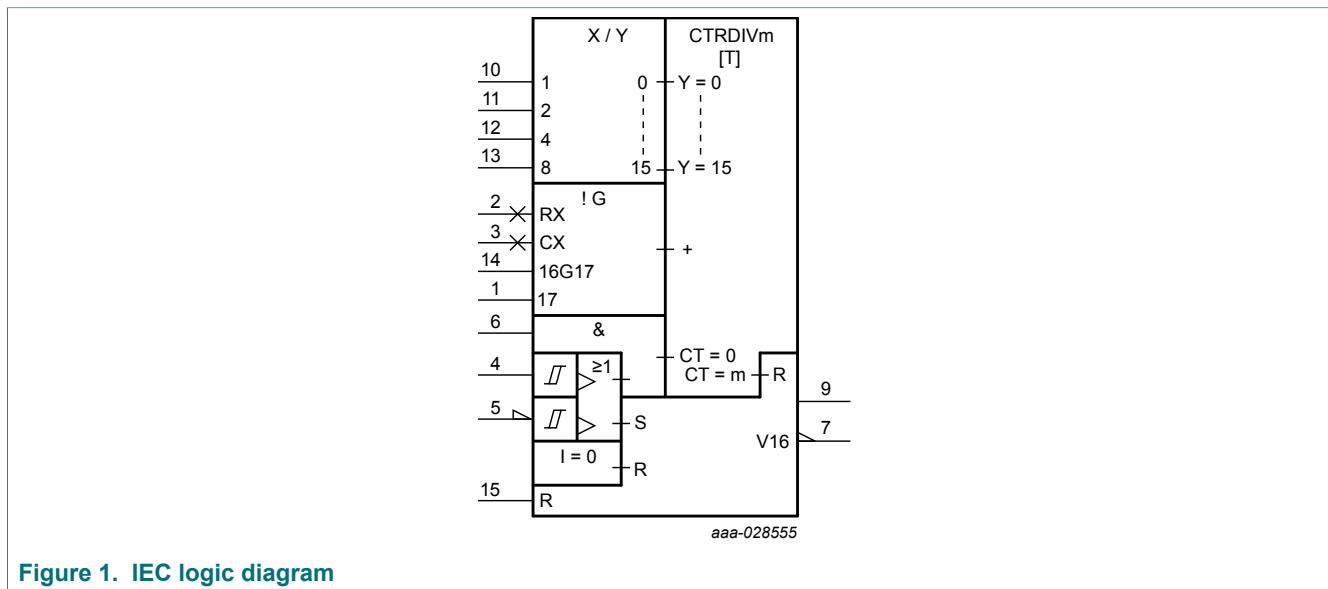 X / Y
CTRDIVm
[T]
10
1
0
Y = 0
11
2
12
4
13
8
15
Y = 15
! G
2
RX
3
CX
+
14
16G17
1
17
6
&
CT = 0
4
≥1
CT = m
R
9
5
S
7
V16
I = 0
R
15
R
aaa-028555
Figure 1. IEC logic diagram